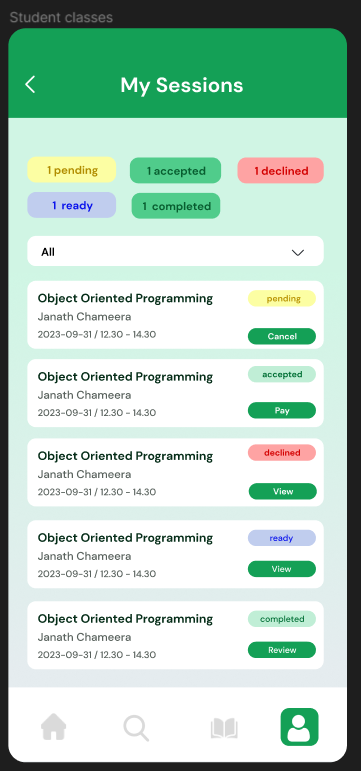 Student classes
My Sessions
1 pending
1 accepted
1 declined
1 ready
1 completed
All
Object Oriented Programming
pending
Janath Chameera
2023-09-31 / 12.30 - 14.30
Cancel
Object Oriented Programming
accepted
Janath Chameera
2023-09-31 / 12.30 - 14.30
Pay
Object Oriented Programming
declined
Janath Chameera
2023-09-31 / 12.30 - 14.30
View
Object Oriented Programming
ready
Janath Chameera
2023-09-31 / 12.30 - 14.30
View
Object Oriented Programming
completed
Janath Chameera
2023-09-31 / 12.30 - 14.30
Review